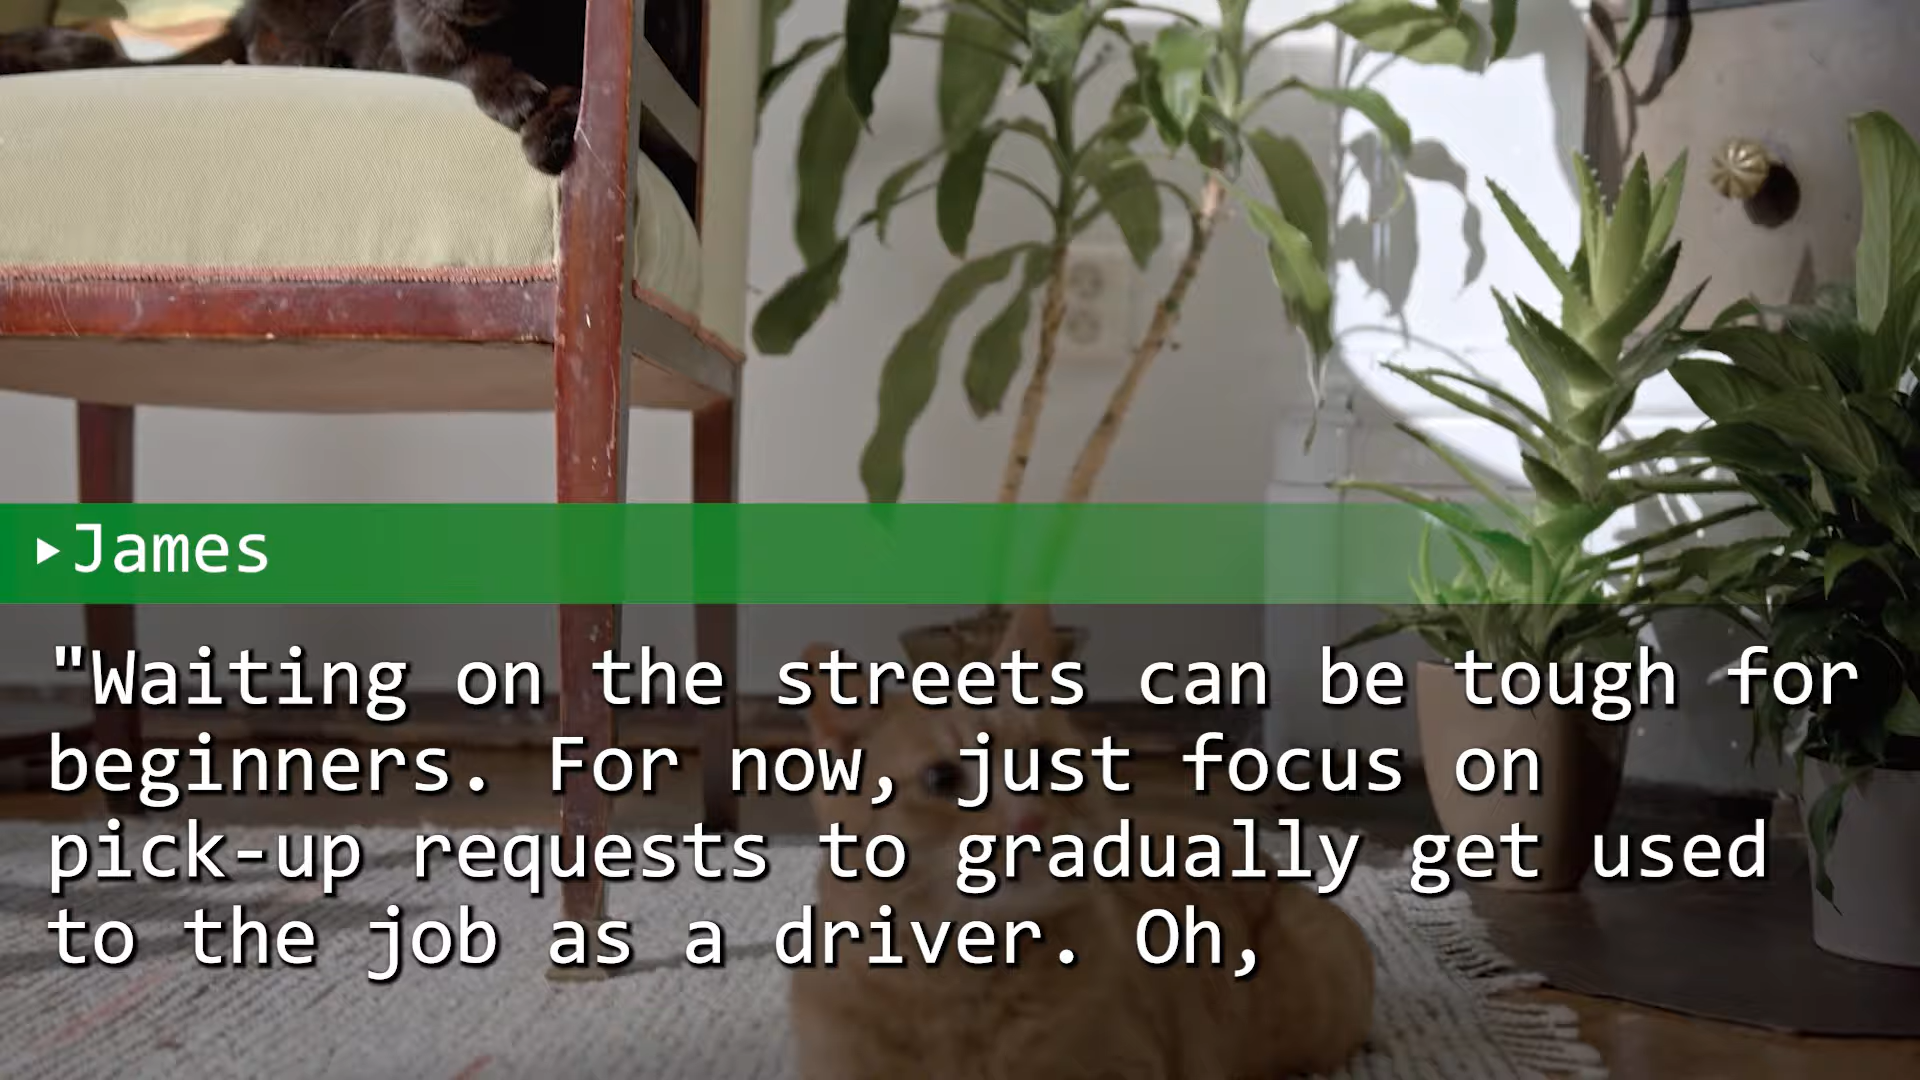 ▶James
"Waiting on the streets can be tough for
beginners. For now, just focus on
pick-up requests to gradually get used
to the job as a driver. Oh,